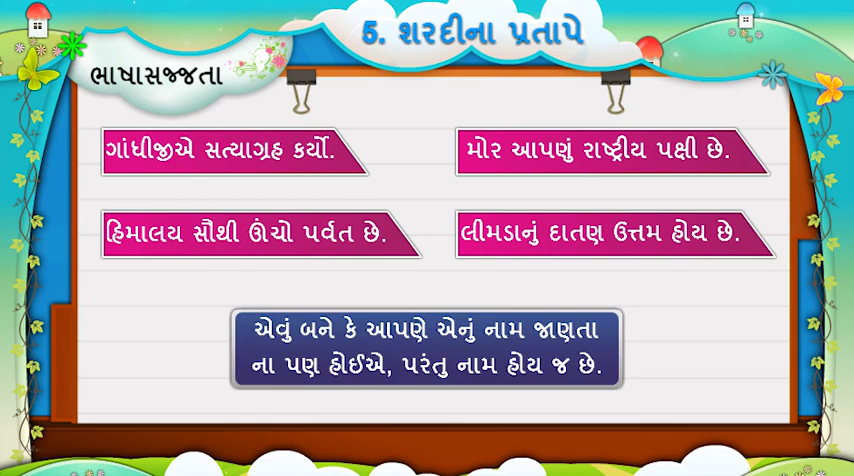 5. શરદીના પ્રતાપે
ભાષાસજ્જતા
ગાંધીજીએ સત્યાગ્રહ કર્યો.
મોર આપણું રાષ્ટ્રીય પક્ષી છે.
હિમાલય સૌથી ઊંચો પર્વત છે.
લીમડાનું દાતણ ઉત્તમ હોય છે.
એવું બને કે આપણે એનું નામ જાણતા
ના પણ હોઈએ, પરંતુ નામ હોય જ છે.